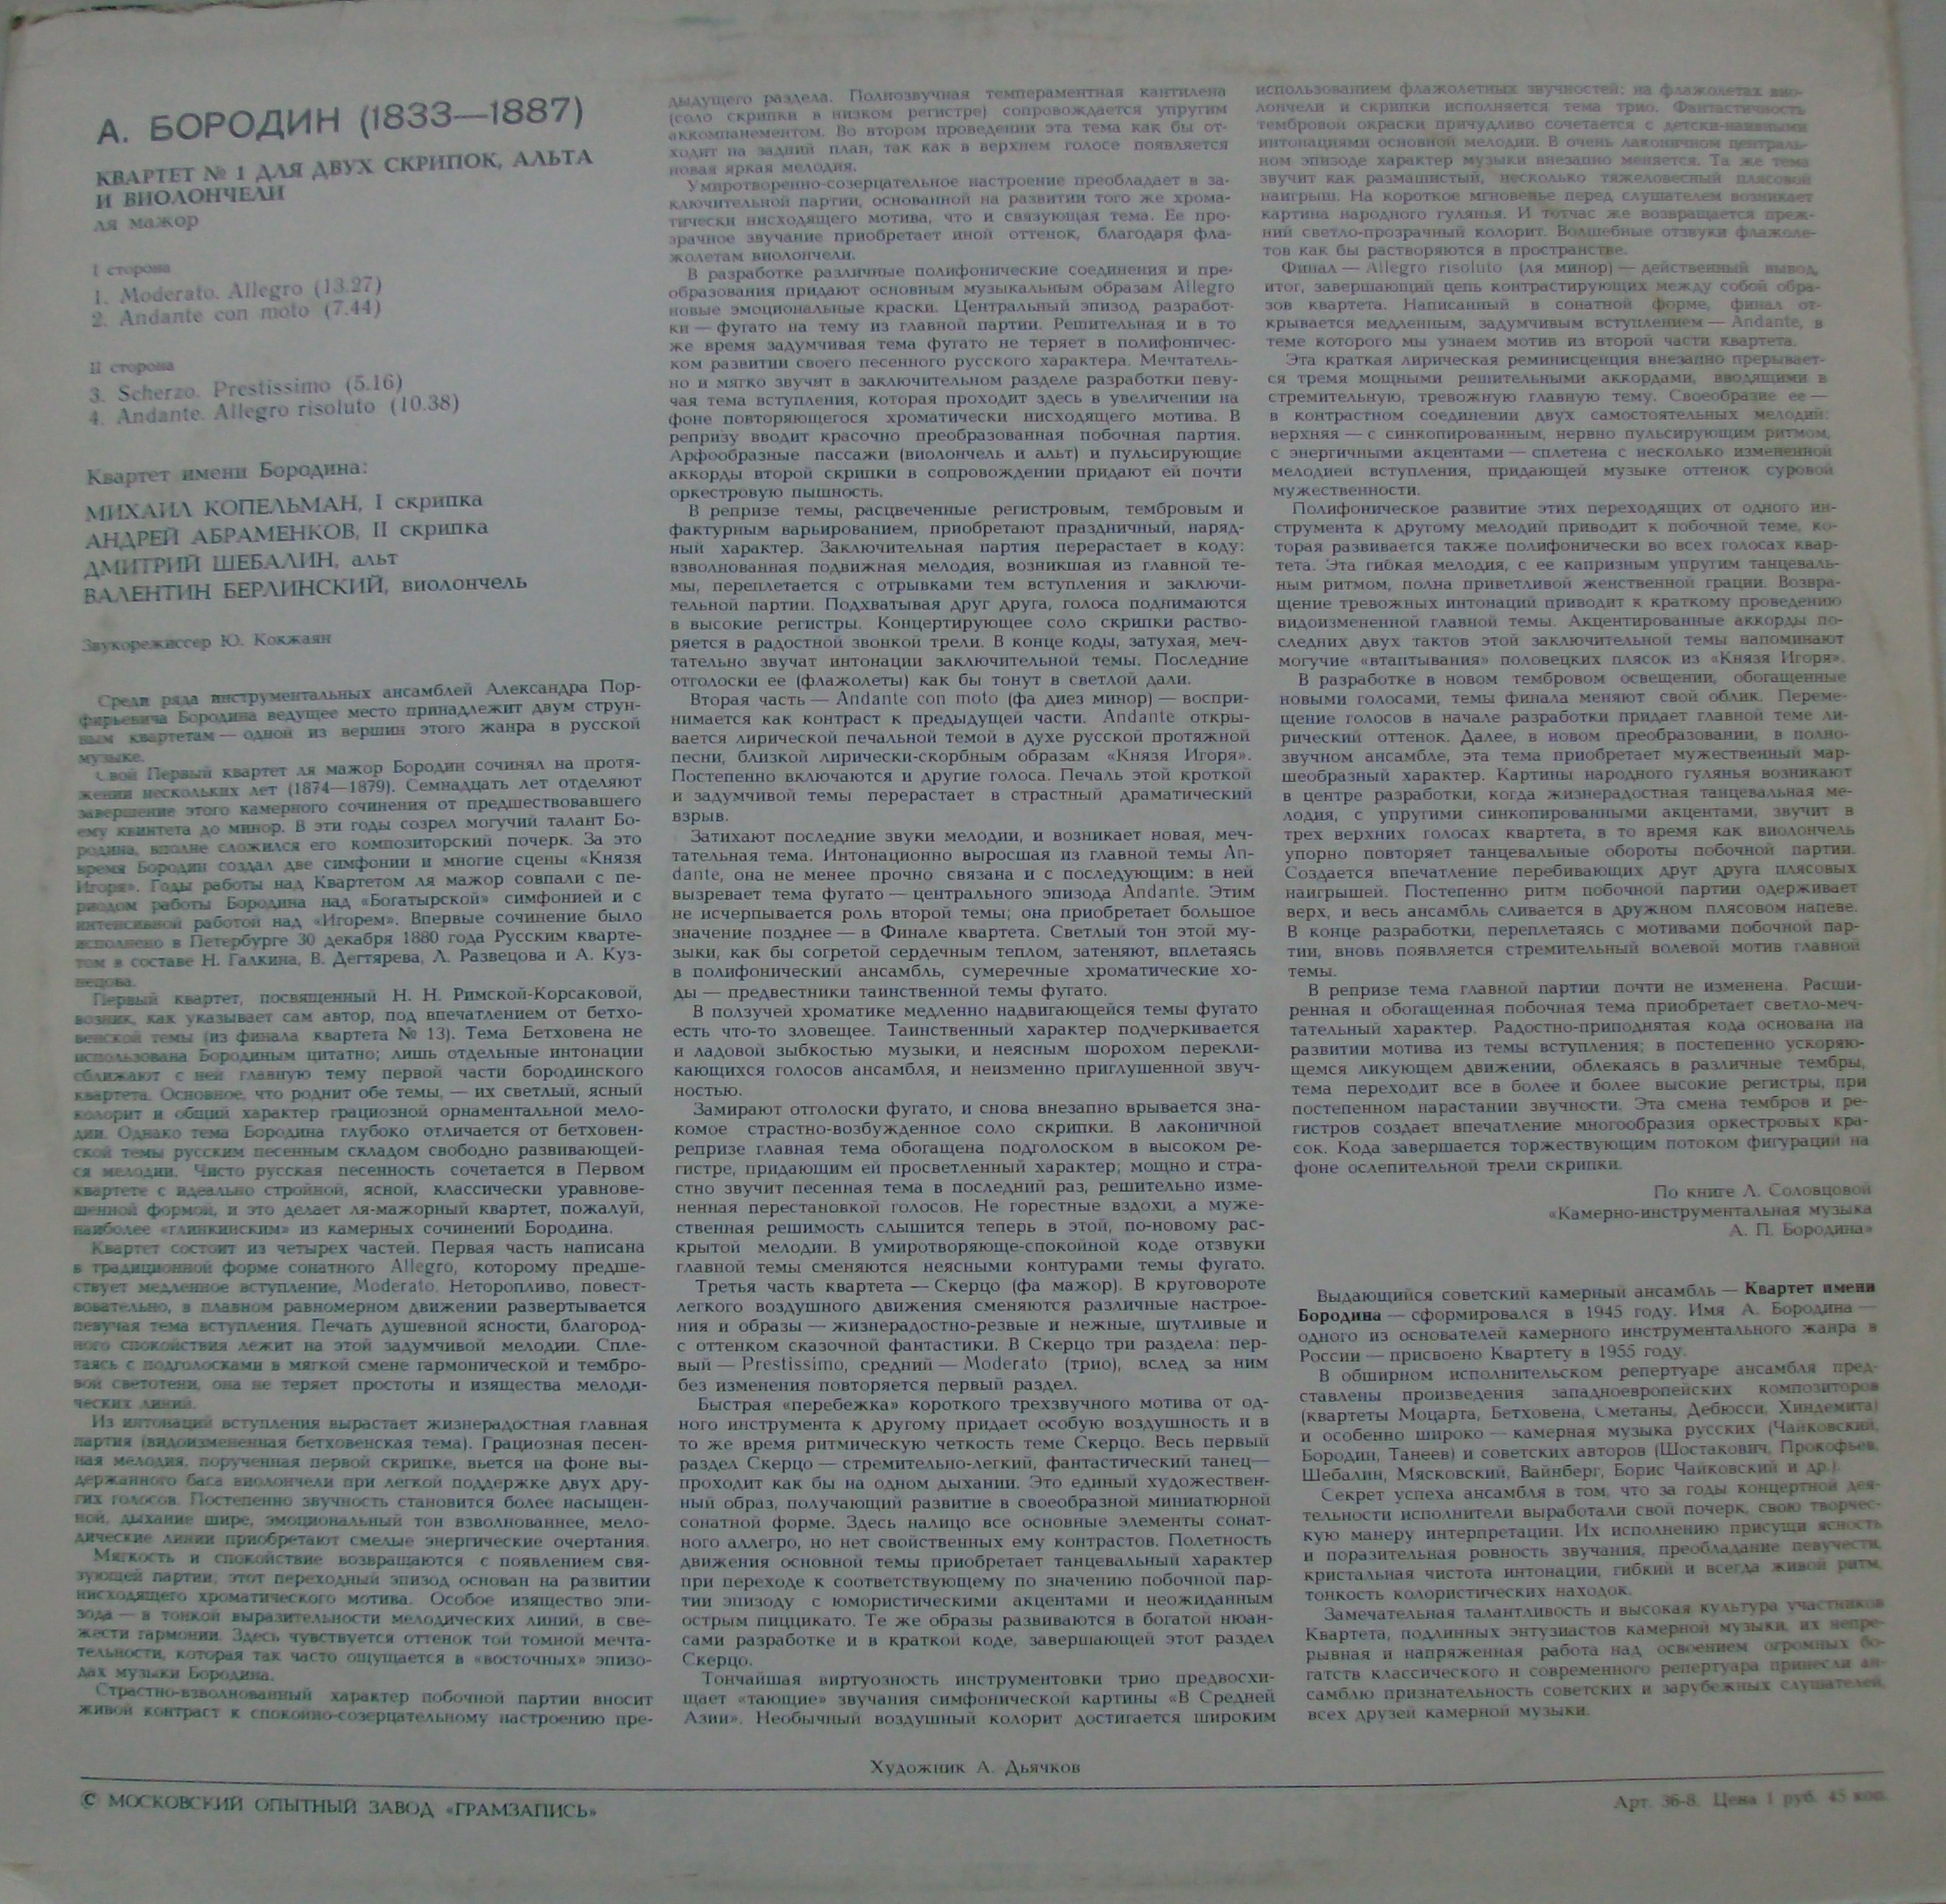 А. БОРОДИН (1833—1887)
КВАРТЕТ № 1 ДЛЯ ДВУХ СКРИПОК, АЛЬТА
И ВИОЛОНЧЕЛИ
ля мажор
I сторона
1. Moderato. Allegro (13.27)
2. Andante con moto (7.44)
II сторона
3. Scherzo. Prestissimo (5.16)
4. Andante. Allegro risoluto (10.38)
Квартет имени Бородина:
МИХАИЛ КОПЕЛЬМАН, I скрипка
АНДРЕЙ АБРАМЕНКОВ, II скрипка
ДМИТРИЙ ШЕБАЛИН, альт
ВАЛЕНТИН БЕРЛИНСКИЙ, виолончель
Звукорежиссер Ю. Кокжаян
Среди ряда инструментальных ансамблей Александра Пор-
фирьевича Бородина ведущее место принадлежит двум струн-
ным квартетам — одной из вершин этого жанра в русской
музыке.
Свой Первый квартет ля мажор Бородин сочинял на протя-
жении нескольких лет (1874—1879). Семнадцать лет отделяют
завершение этого камерного сочинения от предшествовавшего
ему квинтета до минор. В эти годы созрел могучий талант Бо-
родина, вполне сложился его композиторский почерк. За это
время Бородин создал две симфонии и многие сцены «Князя
Игоря». Годы работы над Квартетом ля мажор совпали с пе-
риодом работы Бородина над «Богатырской» симфонией и с
интенсивной работой над «Игорем». Впервые сочинение было
исполнено в Петербурге 30 декабря 1880 года Русским кварте-
том в составе Н. Галкина, В. Дегтярева, Л. Развецова и А. Куз-
нецова.
Первый квартет, посвященный Н. Н. Римской-Корсаковой,
возник, как указывает сам автор, под впечатлением от бетхо-
венской темы (из финала квартета № 13). Тема Бетховена не
использована Бородиным цитатно; лишь отдельные интонации
сближают с ней главную тему первой части бородинского
квартета. Основное, что роднит обе темы, — их светлый, ясный
колорит и общий характер грациозной орнаментальной мело-
дии. Однако тема Бородина глубоко отличается от бетховен-
ской темы русским песенным складом свободно развивающей-
ся мелодии. Чисто русская песенность сочетается в Первом
квартете с идеально стройной, ясной, классически уравнове-
шенной формой, и это делает ля-мажорный квартет, пожалуй,
наиболее «глинкинским» из камерных сочинений Бородина.
Квартет состоит из четырех частей. Первая часть написана
в традиционной форме сонатного Allegro, которому предше-
ствует медленное вступление, Moderato. Неторопливо, повест-
вовательно, в плавном равномерном движении развертывается
певучая тема вступления. Печать душевной ясности, благород-
ного спокойствия лежит на этой задумчивой мелодии. Спле-
таясь с подголосками в мягкой смене гармонической и тембро-
вой светотени, она не теряет простоты и изящества мелоди-
ческих линий.
Из интонаций вступления вырастает жизнерадостная главная
партия (видоизмененная бетховенская тема). Грациозная песен-
ная мелодия, порученная первой скрипке, вьется на фоне вы-
держанного баса виолончели при легкой поддержке двух дру-
гих голосов. Постепенно звучность становится более насыщен-
ной, дыхание шире, эмоциональный тон взволнованнее, мело-
дические линии приобретают смелые энергические очертания.
Мягкость и спокойствие возвращаются с появлением свя-
зующей партии; этот переходный эпизод основан на развитии
нисходящего хроматического мотива. Особое изящество эпи-
зода — в тонкой выразительности мелодических линий, в све-
жести гармонии. Здесь чувствуется оттенок той томной мечта-
тельности, которая так часто ощущается в «восточных» эпизо-
дах музыки Бородина.
Страстно-взволнованный характер побочной партии вносит
живой контраст к спокойно-созерцательному настроению пре-
дыдущего раздела. Полнозвучная темпераментная кантилена
(соло скрипки в низком регистре) сопровождается упругим
аккомпанементом. Во втором проведении эта тема как бы от-
ходит на задний план, так как в верхнем голосе появляется
новая яркая мелодия.
Умиротворенно-созерцательное настроение преобладает в за-
ключительной партии, основанной на развитии того же хрома-
тически нисходящего мотива, что и связующая тема. Ее про-
зрачное звучание приобретает иной оттенок, благодаря фла-
жолетам виолончели.
В разработке различные полифонические соединения и пре-
образования придают основным музыкальным образам Allegro
новые эмоциональные краски. Центральный эпизод разработ-
ки — фугато на тему из главной партии. Решительная и в то
же время задумчивая тема фугато не теряет в полифоничес-
ком развитии своего песенного русского характера. Мечтатель-
но и мягко звучит в заключительном разделе разработки певу-
чая тема вступления, которая проходит здесь в увеличении на
фоне повторяющегося хроматически нисходящего мотива. В
репризу вводит красочно преобразованная побочная партия.
Арфообразные пассажи (виолончель и альт) и пульсирующие
аккорды второй скрипки в сопровождении придают ей почти
оркестровую пышность.
В репризе темы, расцвеченные регистровым, тембровым и
фактурным варьированием, приобретают праздничный, наряд-
ный характер. Заключительная партия перерастает в коду:
взволнованная подвижная мелодия, возникшая из главной те-
мы, переплетается с отрывками тем вступления и заключи-
тельной партии. Подхватывая друг друга, голоса поднимаются
в высокие регистры. Концертирующее соло скрипки раство-
ряется в радостной звонкой трели. В конце коды, затухая, меч-
тательно звучат интонации заключительной темы. Последние
отголоски ее (флажолеты) как бы тонут в светлой дали.
Вторая часть — Andante con moto (фа диез минор) — воспри-
нимается как контраст к предыдущей части. Andante откры-
вается лирической печальной темой в духе русской протяжной
песни, близкой лирически-скорбным образам «Князя Игоря».
Постепенно включаются и другие голоса. Печаль этой кроткой
и задумчивой темы перерастает в страстный драматический
взрыв.
Затихают последние звуки мелодии, и возникает новая, меч-
тательная тема. Интонационно выросшая из главной темы An-
dante, она не менее прочно связана и с последующим: в ней
вызревает тема фугато — центрального эпизода Andante. Этим
не исчерпывается роль второй темы; она приобретает большое
значение позднее — в Финале квартета. Светлый тон этой му-
зыки, как бы согретой сердечным теплом, затеняют, вплетаясь
в полифонический ансамбль, сумеречные хроматические хо-
ды — предвестники таинственной темы фугато.
В ползучей хроматике медленно надвигающейся темы фугато
есть что-то зловещее. Таинственный характер подчеркивается
и ладовой зыбкостью музыки, и неясным шорохом перекли-
кающихся голосов ансамбля, и неизменно приглушенной звуч-
ностью.
Замирают отголоски фугато, и снова внезапно врывается зна-
комое страстно-возбужденное соло скрипки. В лаконичной
репризе главная тема обогащена подголоском в высоком ре-
гистре, придающим ей просветленный характер; мощно и стра-
стно звучит песенная тема в последний раз, решительно изме-
ненная перестановкой голосов. Не горестные вздохи, а муже-
ственная решимость слышится теперь в этой, по-новому рас-
крытой мелодии. В умиротворяюще-спокойной коде отзвуки
главной темы сменяются неясными контурами темы фугато.
Третья часть квартета — Скерцо (фа мажор). В круговороте
легкого воздушного движения сменяются различные настрое-
ния и образы — жизнерадостно-резвые и нежные, шутливые и
с оттенком сказочной фантастики. В Скерцо три раздела: пер-
вый — Prestissimo, средний — Moderato (трио), вслед за ним
без изменения повторяется первый раздел.
Быстрая «перебежка» короткого трехзвучного мотива от од-
ного инструмента к другому придает особую воздушность и в
то же время ритмическую четкость теме Скерцо. Весь первый
раздел Скерцо — стремительно-легкий, фантастический танец—
проходит как бы на одном дыхании. Это единый художествен-
ный образ, получающий развитие в своеобразной миниатюрной
сонатной форме. Здесь налицо все основные элементы сонат-
ного аллегро, но нет свойственных ему контрастов. Полетность
движения основной темы приобретает танцевальный характер
при переходе к соответствующему по значению побочной пар-
тии эпизоду с юмористическими акцентами и неожиданным
острым пиццикато. Те же образы развиваются в богатой нюан-
сами разработке и в краткой коде, завершающей этот раздел
Скерцо.
Тончайшая виртуозность инструментовки трио предвосхи-
щает «тающие» звучания симфонической картины «В Средней
Азии». Необычный воздушный колорит достигается широким
использованием флажолетных звучностей: на флажолетах вио-
лончели и скрипки исполняется тема трио. Фантастичность
тембровой окраски причудливо сочетается с детски-наивными
интонациями основной мелодии. В очень лаконичном централь-
ном эпизоде характер музыки внезапно меняется. Та же тема
звучит как размашистый, несколько тяжеловесный плясовой
наигрыш. На короткое мгновенье перед слушателем возникает
картина народного гулянья. И тотчас же возвращается преж-
ний светло-прозрачный колорит. Волшебные отзвуки флажоле-
тов как бы растворяются в пространстве.
Финал — Allegro risoluto (ля минор) — действенный вывод,
итог, завершающий цепь контрастирующих между собой обра-
зов квартета. Написанный в сонатной форме, финал от-
крывается медленным, задумчивым вступлением — Andante, в
теме которого мы узнаем мотив из второй части квартета.
Эта краткая лирическая реминисценция внезапно прерывает-
ся тремя мощными решительными аккордами, вводящими в
стремительную, тревожную главную тему. Своеобразие ее —
в контрастном соединении двух самостоятельных мелодий:
верхняя — с синкопированным, нервно пульсирующим ритмом,
с энергичными акцентами — сплетена с несколько измененной
мелодией вступления, придающей музыке оттенок суровой
мужественности.
Полифоническое развитие этих переходящих от одного ин-
струмента к другому мелодий приводит к побочной теме, ко-
торая развивается также полифонически во всех голосах квар-
тета. Эта гибкая мелодия, с ее капризным упругим танцеваль-
ным ритмом, полна приветливой женственной грации. Возвра-
щение тревожных интонаций приводит к краткому проведению
видоизмененной главной темы. Акцентированные аккорды по-
следних двух тактов этой заключительной темы напоминают
могучие «втаптывания» половецких плясок из «Князя Игоря».
В разработке в новом тембровом освещении, обогащенные
новыми голосами, темы финала меняют свой облик. Переме-
щение голосов в начале разработки придает главной теме ли-
рический оттенок. Далее, в новом преобразовании, в полно-
звучном ансамбле, эта тема приобретает мужественный мар-
шеобразный характер. Картины народного гулянья возникают
в центре разработки, когда жизнерадостная танцевальная ме-
лодия, с упругими синкопированными акцентами, звучит в
трех верхних голосах квартета, в то время как виолончель
упорно повторяет танцевальные обороты побочной партии.
Создается впечатление перебивающих друг друга плясовых
наигрышей. Постепенно ритм побочной партии одерживает
верх, и весь ансамбль сливается в дружном плясовом напеве.
В конце разработки, переплетаясь с мотивами побочной пар-
тии, вновь появляется стремительный волевой мотив главной
темы.
В репризе тема главной партии почти не изменена. Расши-
ренная и обогащенная побочная тема приобретает светло-меч-
тательный характер. Радостно-приподнятая кода основана на
развитии мотива из темы вступления; в постепенно ускоряю-
щемся ликующем движении, облекаясь в различные тембры,
тема переходит все в более и более высокие регистры, при
постепенном нарастании звучности. Эта смена тембров и ре-
гистров создает впечатление многообразия оркестровых кра-
сок. Кода завершается торжествующим потоком фигураций на
фоне ослепительной трели скрипки.
По книге Л. Соловцовой
«Камерно-инструментальная музыка
А. П. Бородина»
Выдающийся советский камерный ансамбль — Квартет имени
Бородина — сформировался в 1945 году. Имя А. Бородина —
одного из основателей камерного инструментального жанра в
России — присвоено Квартету в 1955 году.
В обширном исполнительском репертуаре ансамбля пред-
ставлены произведения западноевропейских композиторов
(квартеты Моцарта, Бетховена, Сметаны, Дебюсси, Хиндемита)
и особенно широко — камерная музыка русских (Чайковский,
Бородин, Танеев) и советских авторов (Шостакович, Прокофьев,
Шебалин, Мясковский, Вайнберг, Борис Чайковский и др.).
Секрет успеха ансамбля в том, что за годы концертной дея-
тельности исполнители выработали свой почерк, свою творчес-
кую манеру интерпретации. Их исполнению присущи ясность
и поразительная ровность звучания, преобладание певучести,
кристальная чистота интонации, гибкий и всегда живой ритм,
тонкость колористических находок.
Замечательная талантливость и высокая культура участников
Квартета, подлинных энтузиастов камерной музыки, их непре-
рывная и напряженная работа над освоением огромных бо-
гатств классического и современного репертуара принесли ан-
самблю признательность советских и зарубежных слушателей,
всех друзей камерной музыки.
Художник А. Дьячков
© МОСКОВСКИЙ ОПЫТНЫЙ ЗАВОД «ГРАМЗАПИСЬ»
Арт. 36-8. Цена 1 руб. 45 коп.